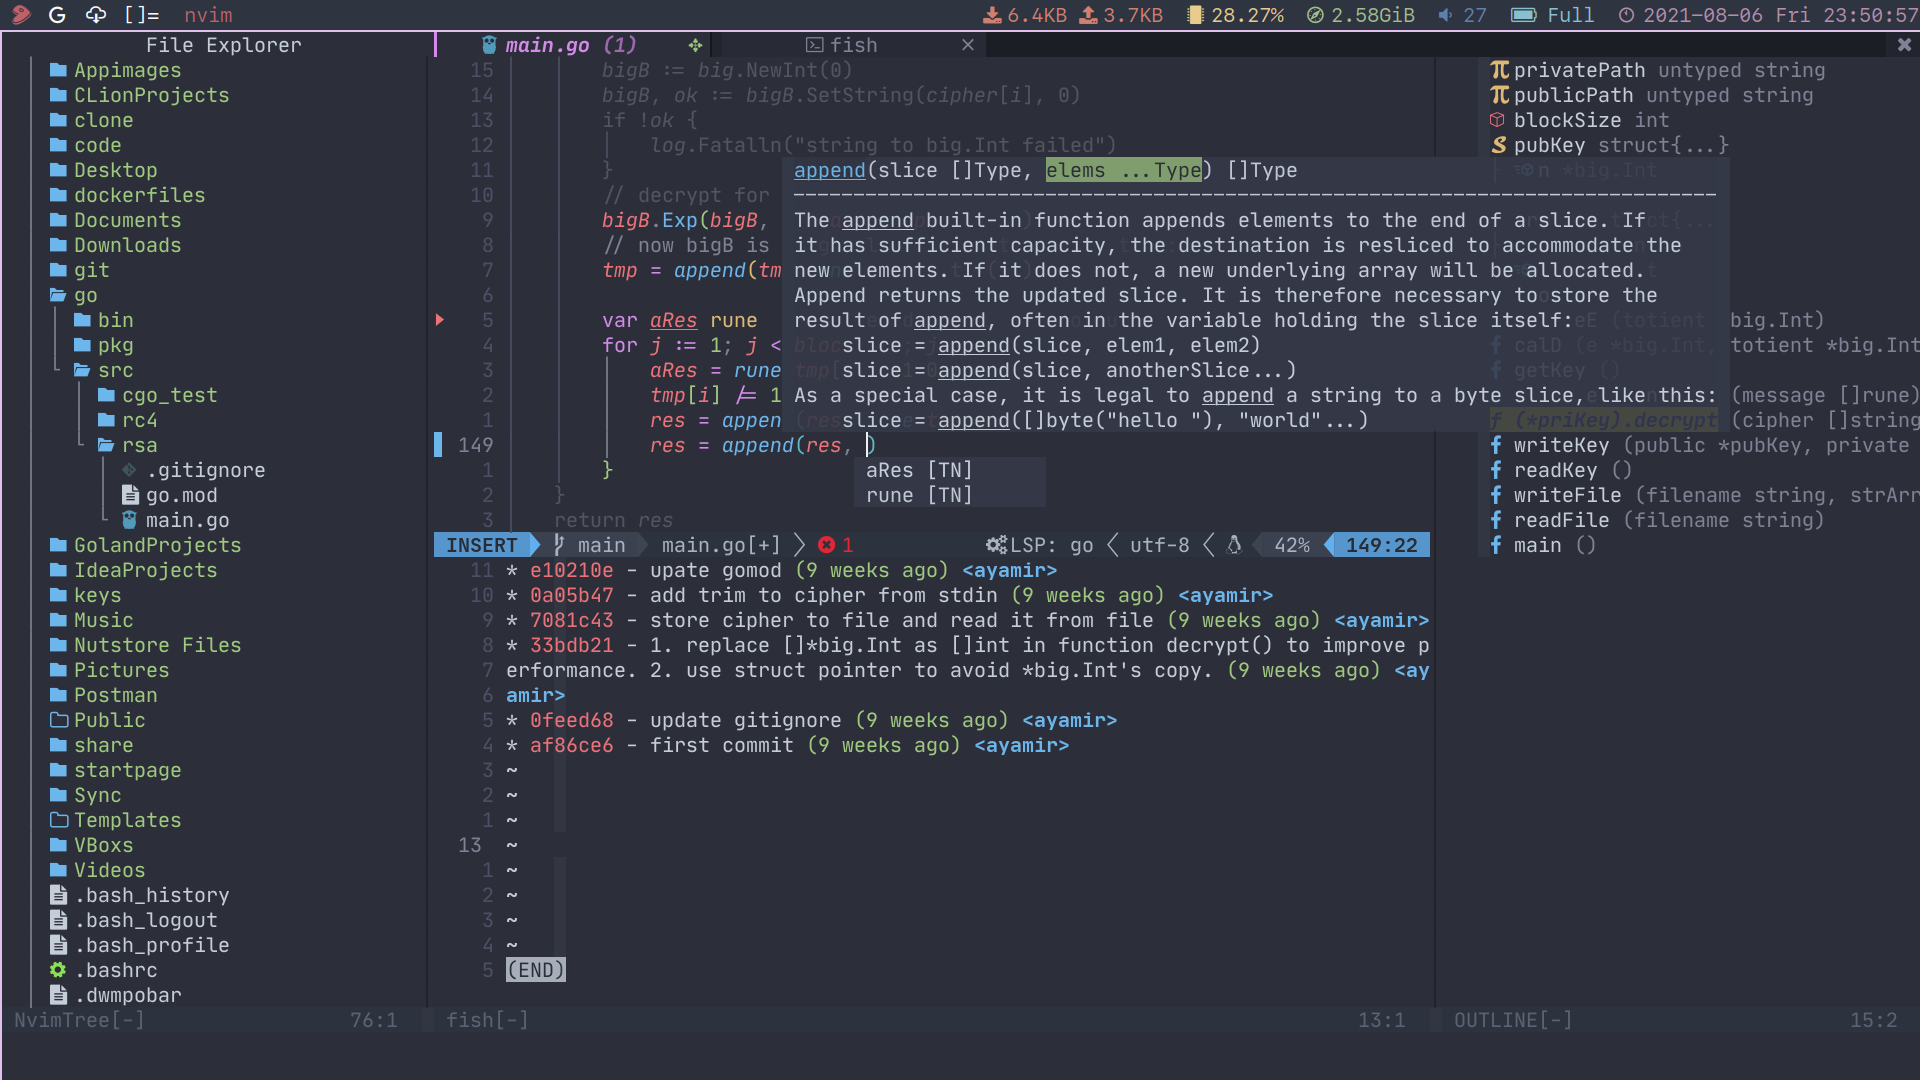 G []= nvim 6.4KB 3.7KB 28.27% 2.58GiB 27 Full 2021-08-06 Fri 23:50:57
File Explorer
Appimages
CLionProjects
clone
code
Desktop
dockerfiles
Documents
Downloads
git
go
bin
pkg
src
cgo_test
rc4
rsa
.gitignore
go.mod
main.go
GolandProjects
IdeaProjects
keys
Music
Nutstore Files
Pictures
Postman
Public
share
startpage
Sync
Templates
VBoxs
Videos
.bash_history
.bash_logout
.bash_profile
.bashrc
.dwmpobar
NvimTree[-] 76:1
main.go (1) fish
15 bigB := big.NewInt(0)
14 bigB, ok := bigB.SetString(cipher[i], 0)
13 if !ok {
12 log.Fatalln("string to big.Int failed")
11 }
10 // decrypt for
9 bigB.Exp(bigB,
8 // now bigB is
7 tmp = append(tm
6
5 var aRes rune
4 for j := 1; j <
3 aRes = rune
2 tmp[i] /= 1
1 res = appen
149 res = append(res, )
1 }
2 }
3 return res
append(slice []Type, elems ...Type) []Type
The append built-in function appends elements to the end of a slice. If
it has sufficient capacity, the destination is resliced to accommodate the
new elements. If it does not, a new underlying array will be allocated.
Append returns the updated slice. It is therefore necessary to store the
result of append, often in the variable holding the slice itself:
slice = append(slice, elem1, elem2)
slice = append(slice, anotherSlice...)
As a special case, it is legal to append a string to a byte slice, like this:
slice = append([]byte("hello "), "world"...)
aRes [TN]
rune [TN]
INSERT main main.go[+] 1 LSP: go utf-8 42% 149:22
11 * e10210e - upate gomod (9 weeks ago) <ayamir>
10 * 0a05b47 - add trim to cipher from stdin (9 weeks ago) <ayamir>
9 * 7081c43 - store cipher to file and read it from file (9 weeks ago) <ayamir>
8 * 33bdb21 - 1. replace []*big.Int as []int in function decrypt() to improve p
7 erformance. 2. use struct pointer to avoid *big.Int's copy. (9 weeks ago) <ay
6 amir>
5 * 0feed68 - update gitignore (9 weeks ago) <ayamir>
4 * af86ce6 - first commit (9 weeks ago) <ayamir>
3 ~
2 ~
1 ~
13 ~
1 ~
2 ~
3 ~
4 ~
5 (END)
fish[-] 13:1
privatePath untyped string
publicPath untyped string
blockSize int
pubKey struct{...}
n *big.Int
(totient big.Int)
calD (e *big.Int, totient *big.Int
getKey ()
(message []rune)
f (*priKey).decrypt (cipher []string
writeKey (public *pubKey, private
readKey ()
writeFile (filename string, strArr
readFile (filename string)
main ()
OUTLINE[-] 15:2